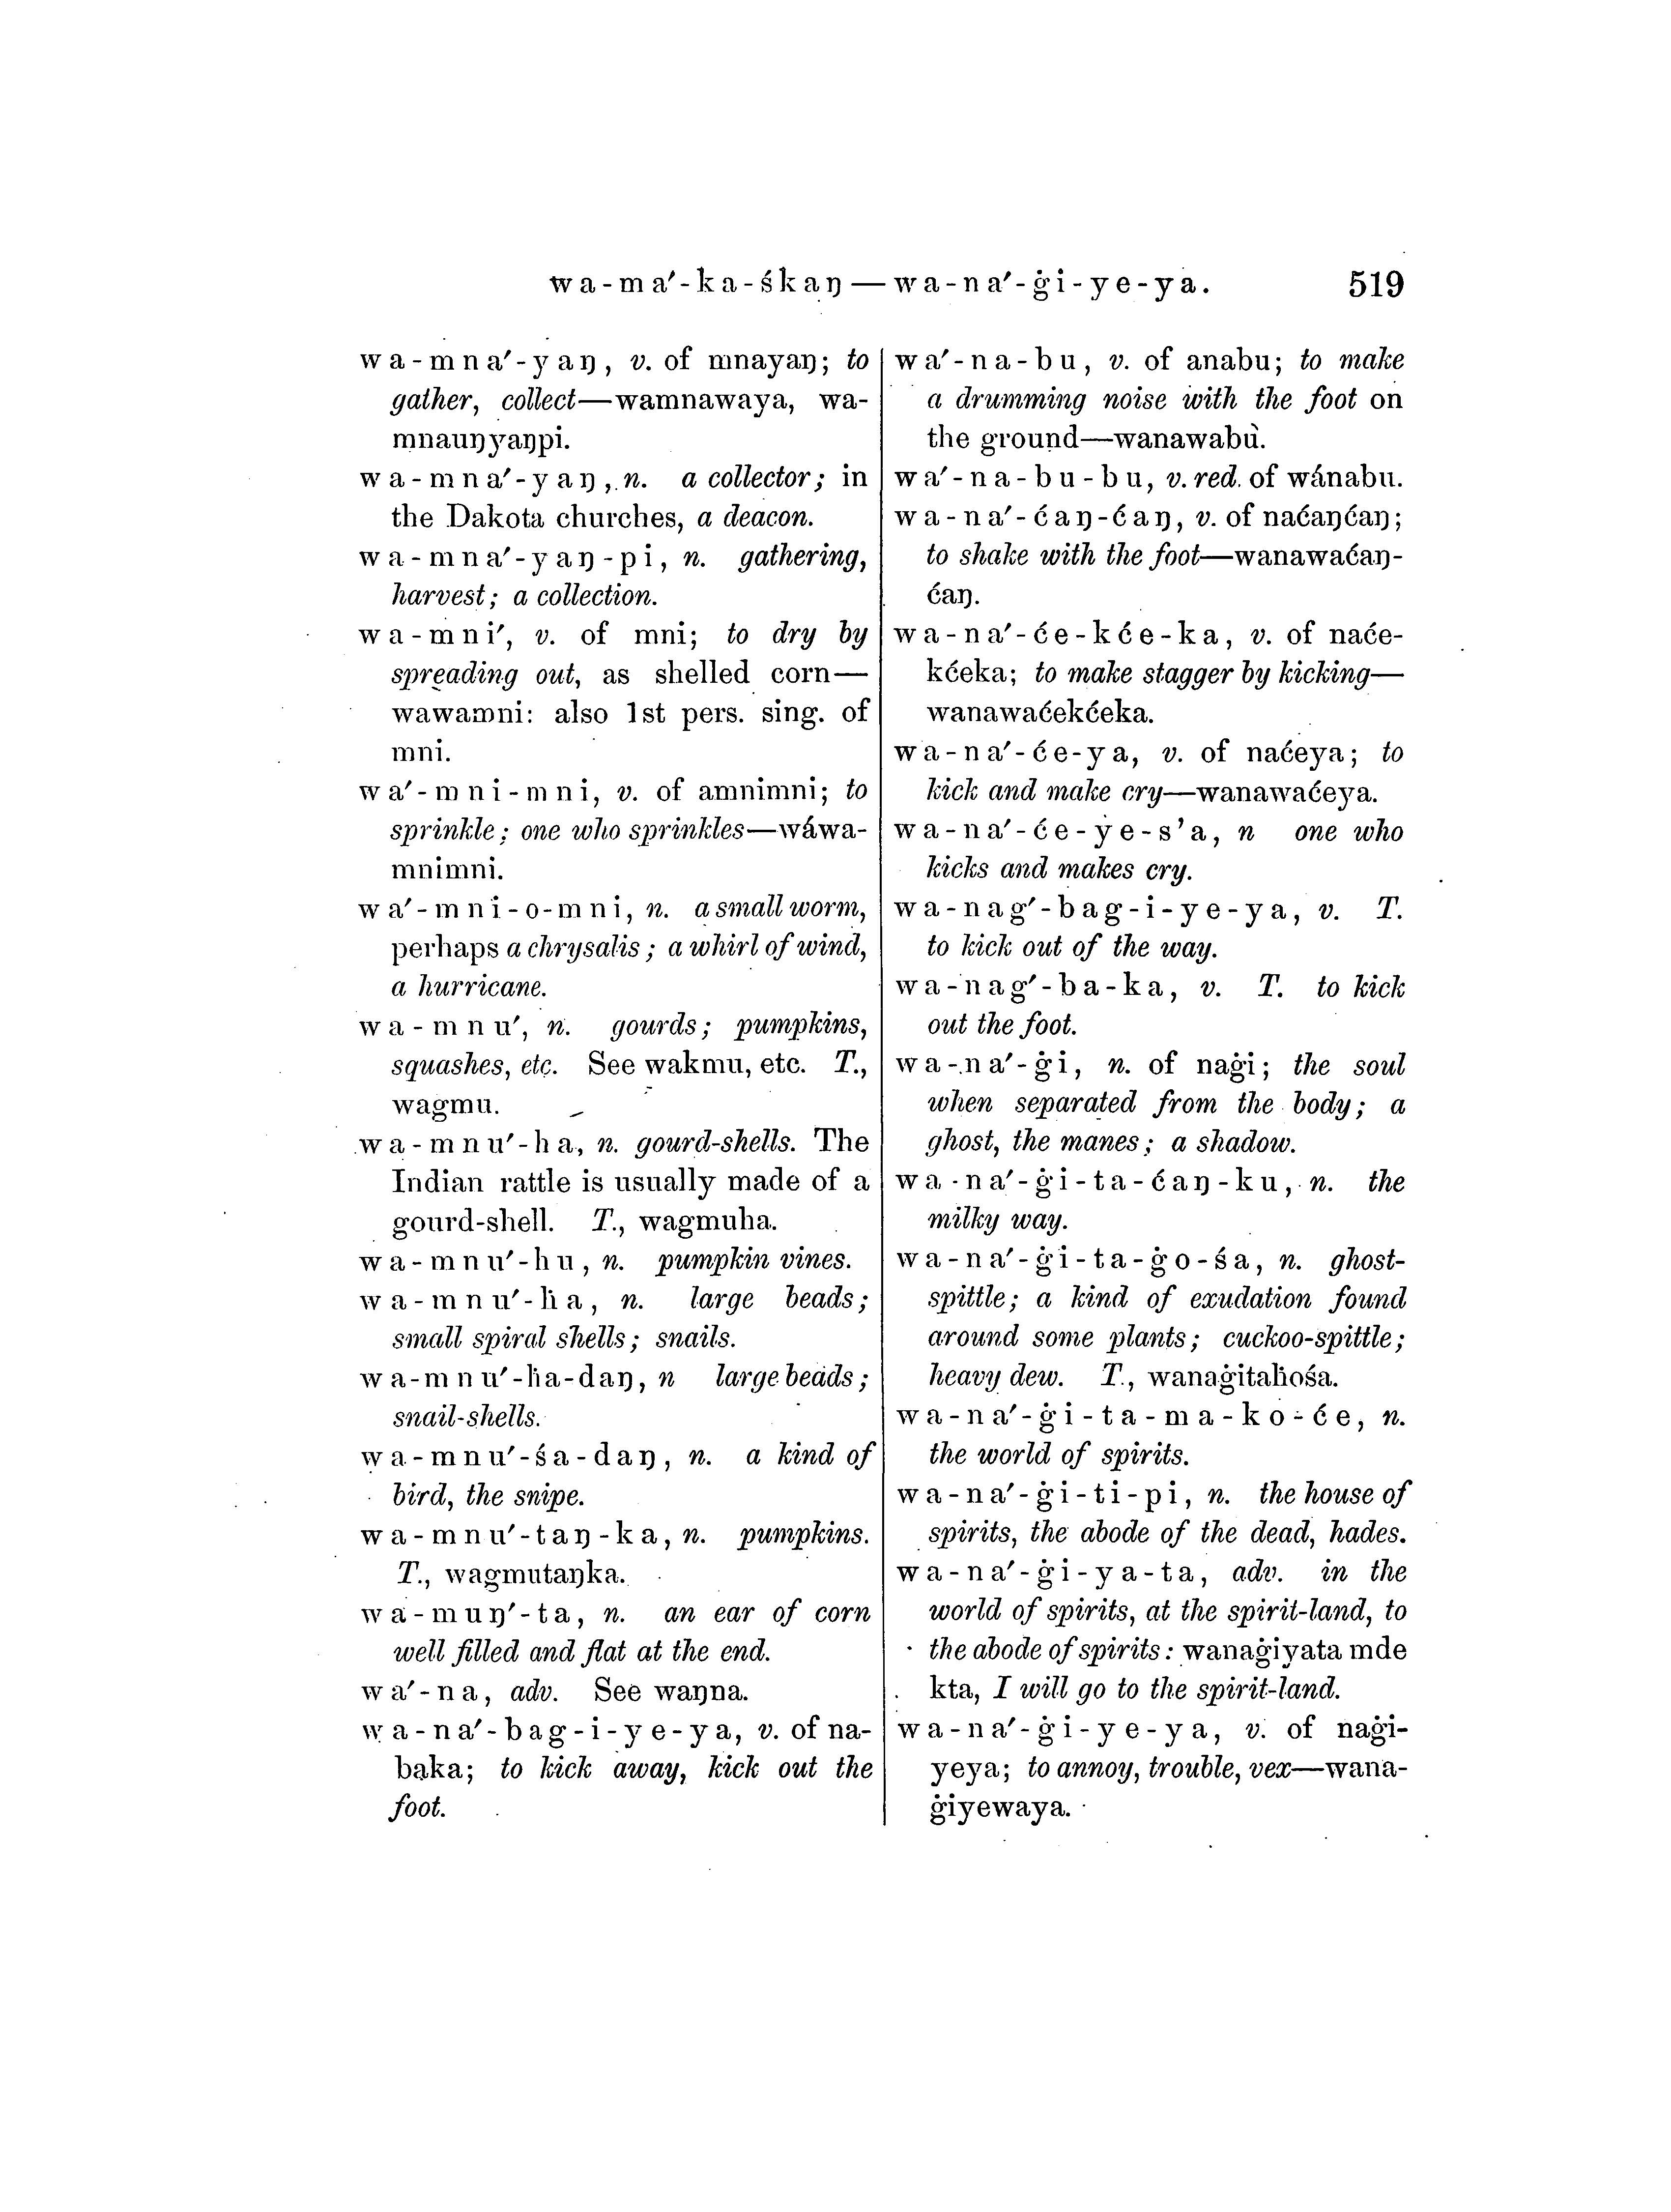 wa-ma′-ka-śkaŋ—wa-na′-ġi-ye-ya. 519
wa-mna′-yaŋ, v. of mnayaŋ; to
gather, collect—wamnawaya, wa-
mnauŋyaŋpi.
wa-mna′-yaŋ, n. a collector; in
the Dakota churches, a deacon.
wa-mna′-yaŋ-pi, n. gathering,
harvest; a collection.
wa-mni′, v. of mni; to dry by
spreading out, as shelled corn—
wawamni: also 1st pers. sing. of
mni.
wa′-mni-mni, v. of amnimni; to
sprinkle; one who sprinkles—wáwa-
mnimni.
wa′-mni-o-mni, n. a small worm,
perhaps a chrysalis; a whirl of wind,
a hurricane.
wa-mnu′, n. gourds; pumpkins,
squashes, etc. See wakmu, etc. T.,
wagmu.
wa-mnu′-ha, n. gourd-shells. The
Indian rattle is usually made of a
gourd-shell. T., wagmuha.
wa-mnu′-hu, n. pumpkin vines.
wa-mnu′-ḣa, n. large beads;
small spiral shells; snails.
wa-mnu′-ḣa-daŋ, n large beads;
snail-shells.
wa-mnu′-śa-daŋ, n. a kind of
bird, the snipe.
wa-mnu′-taŋ-ka, n. pumpkins.
T., wagmutaŋka.
wa-muŋ′-ta, n. an ear of corn
well filled and flat at the end.
wa′-na, adv. See waŋna.
wa-na′-bag-i-ye-ya, v. of na-
baka; to kick away, kick out the
foot.
wa′-na-bu, v. of anabu; to make
a drumming noise with the foot on
the ground—wanawabu.
wa′-na-bu-bu, v. red. of wánabu.
wa-na′-ćaŋ-ćaŋ, v. of naćaŋćaŋ;
to shake with the foot—wanawaćaŋ-
ćaŋ.
wa-na′-će-kće-ka, v. of naće-
kćeka; to make stagger by kicking—
wanawaćekćeka.
wa-na′-će-ya, v. of naćeya; to
kick and make cry—wanawaćeya.
wa-na′-će-ye-s’a, n one who
kicks and makes cry.
wa-nag′-bag-i-ye-ya, v. T.
to kick out of the way.
wa-nag′-ba-ka, v. T. to kick
out the foot.
wa-na′-ġi, n. of naġi; the soul
when separated from the body; a
ghost, the manes; a shadow.
wa-na′-ġi-ta-ćaŋ-ku, n. the
milky way.
wa-na′-ġi-ta-ġo-śa, n. ghost-
spittle; a kind of exudation found
around some plants; cuckoo-spittle;
heavy dew. T., wanaġitaḣośa.
wa-na′-ġi-ta-ma-ko-će, n.
the world of spirits.
wa-na′-ġi-ti-pi, n. the house of
spirits, the abode of the dead, hades.
wa-na′-ġi-ya-ta, adv. in the
world of spirits, at the spirit-land, to
the abode of spirits: wanaġiyata mde
kta, I will go to the spirit-land.
wa-na′-ġi-ye-ya, v. of naġi-
yeya; to annoy, trouble, vex—wana-
ġiyewaya.